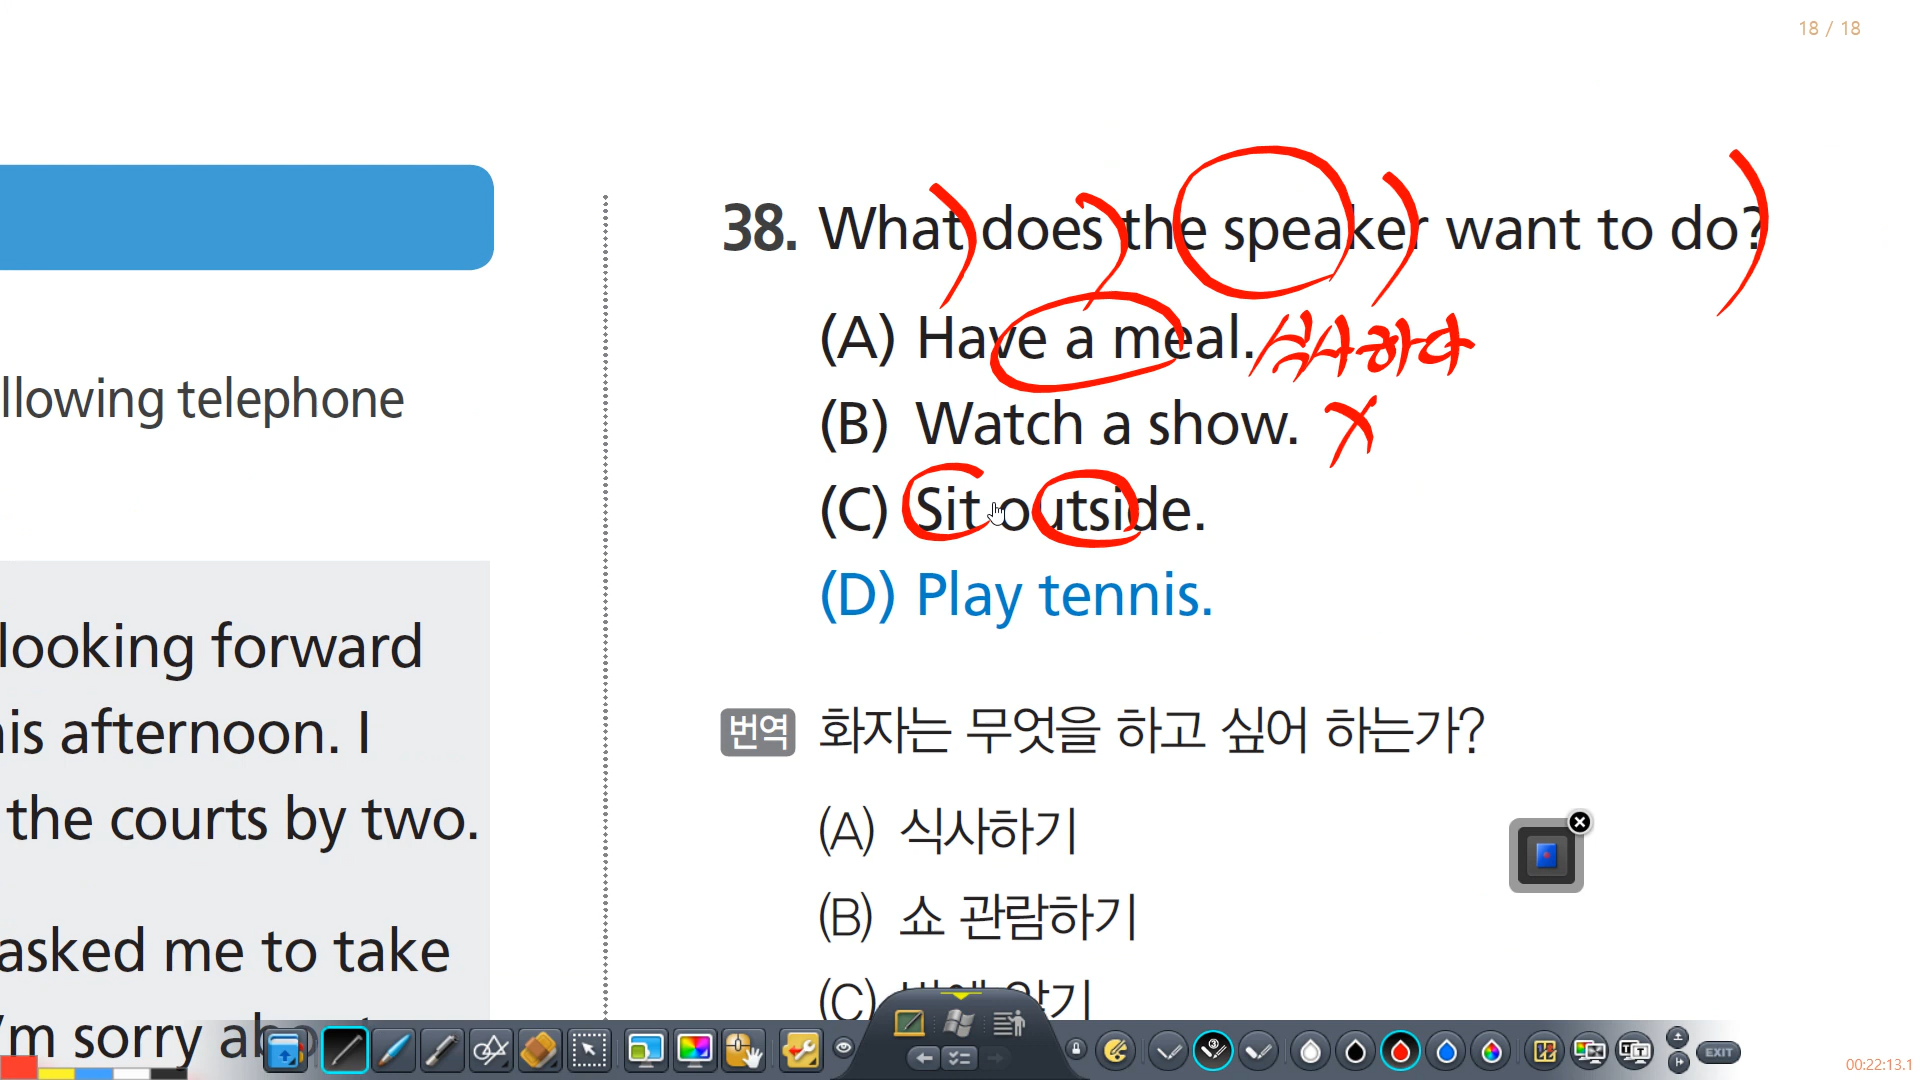 18 / 18
38. What does the speaker want to do?
(A) Have a meal. 식사하다
(B) Watch a show. X
(C) Sit outside.
(D) Play tennis.
llowing telephone
looking forward
his afternoon. I
the courts by two.
asked me to take
'm sorry
번역 화자는 무엇을 하고 싶어 하는가?
(A) 식사하기
(B) 쇼 관람하기
(C)
EXIT
00:22:13.1